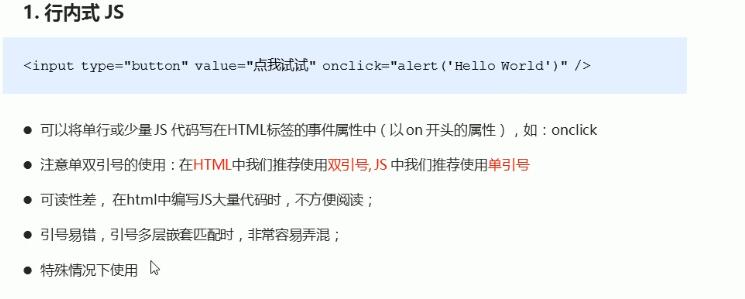 1. 行内式 JS
<input type="button" value="点我试试" onclick="alert('Hello World')" />
● 可以将单行或少量 JS 代码写在HTML标签的事件属性中（以 on 开头的属性），如：onclick
● 注意单双引号的使用：在HTML中我们推荐使用双引号, JS 中我们推荐使用单引号
● 可读性差， 在html中编写JS大量代码时，不方便阅读；
● 引号易错，引号多层嵌套匹配时，非常容易弄混；
● 特殊情况下使用